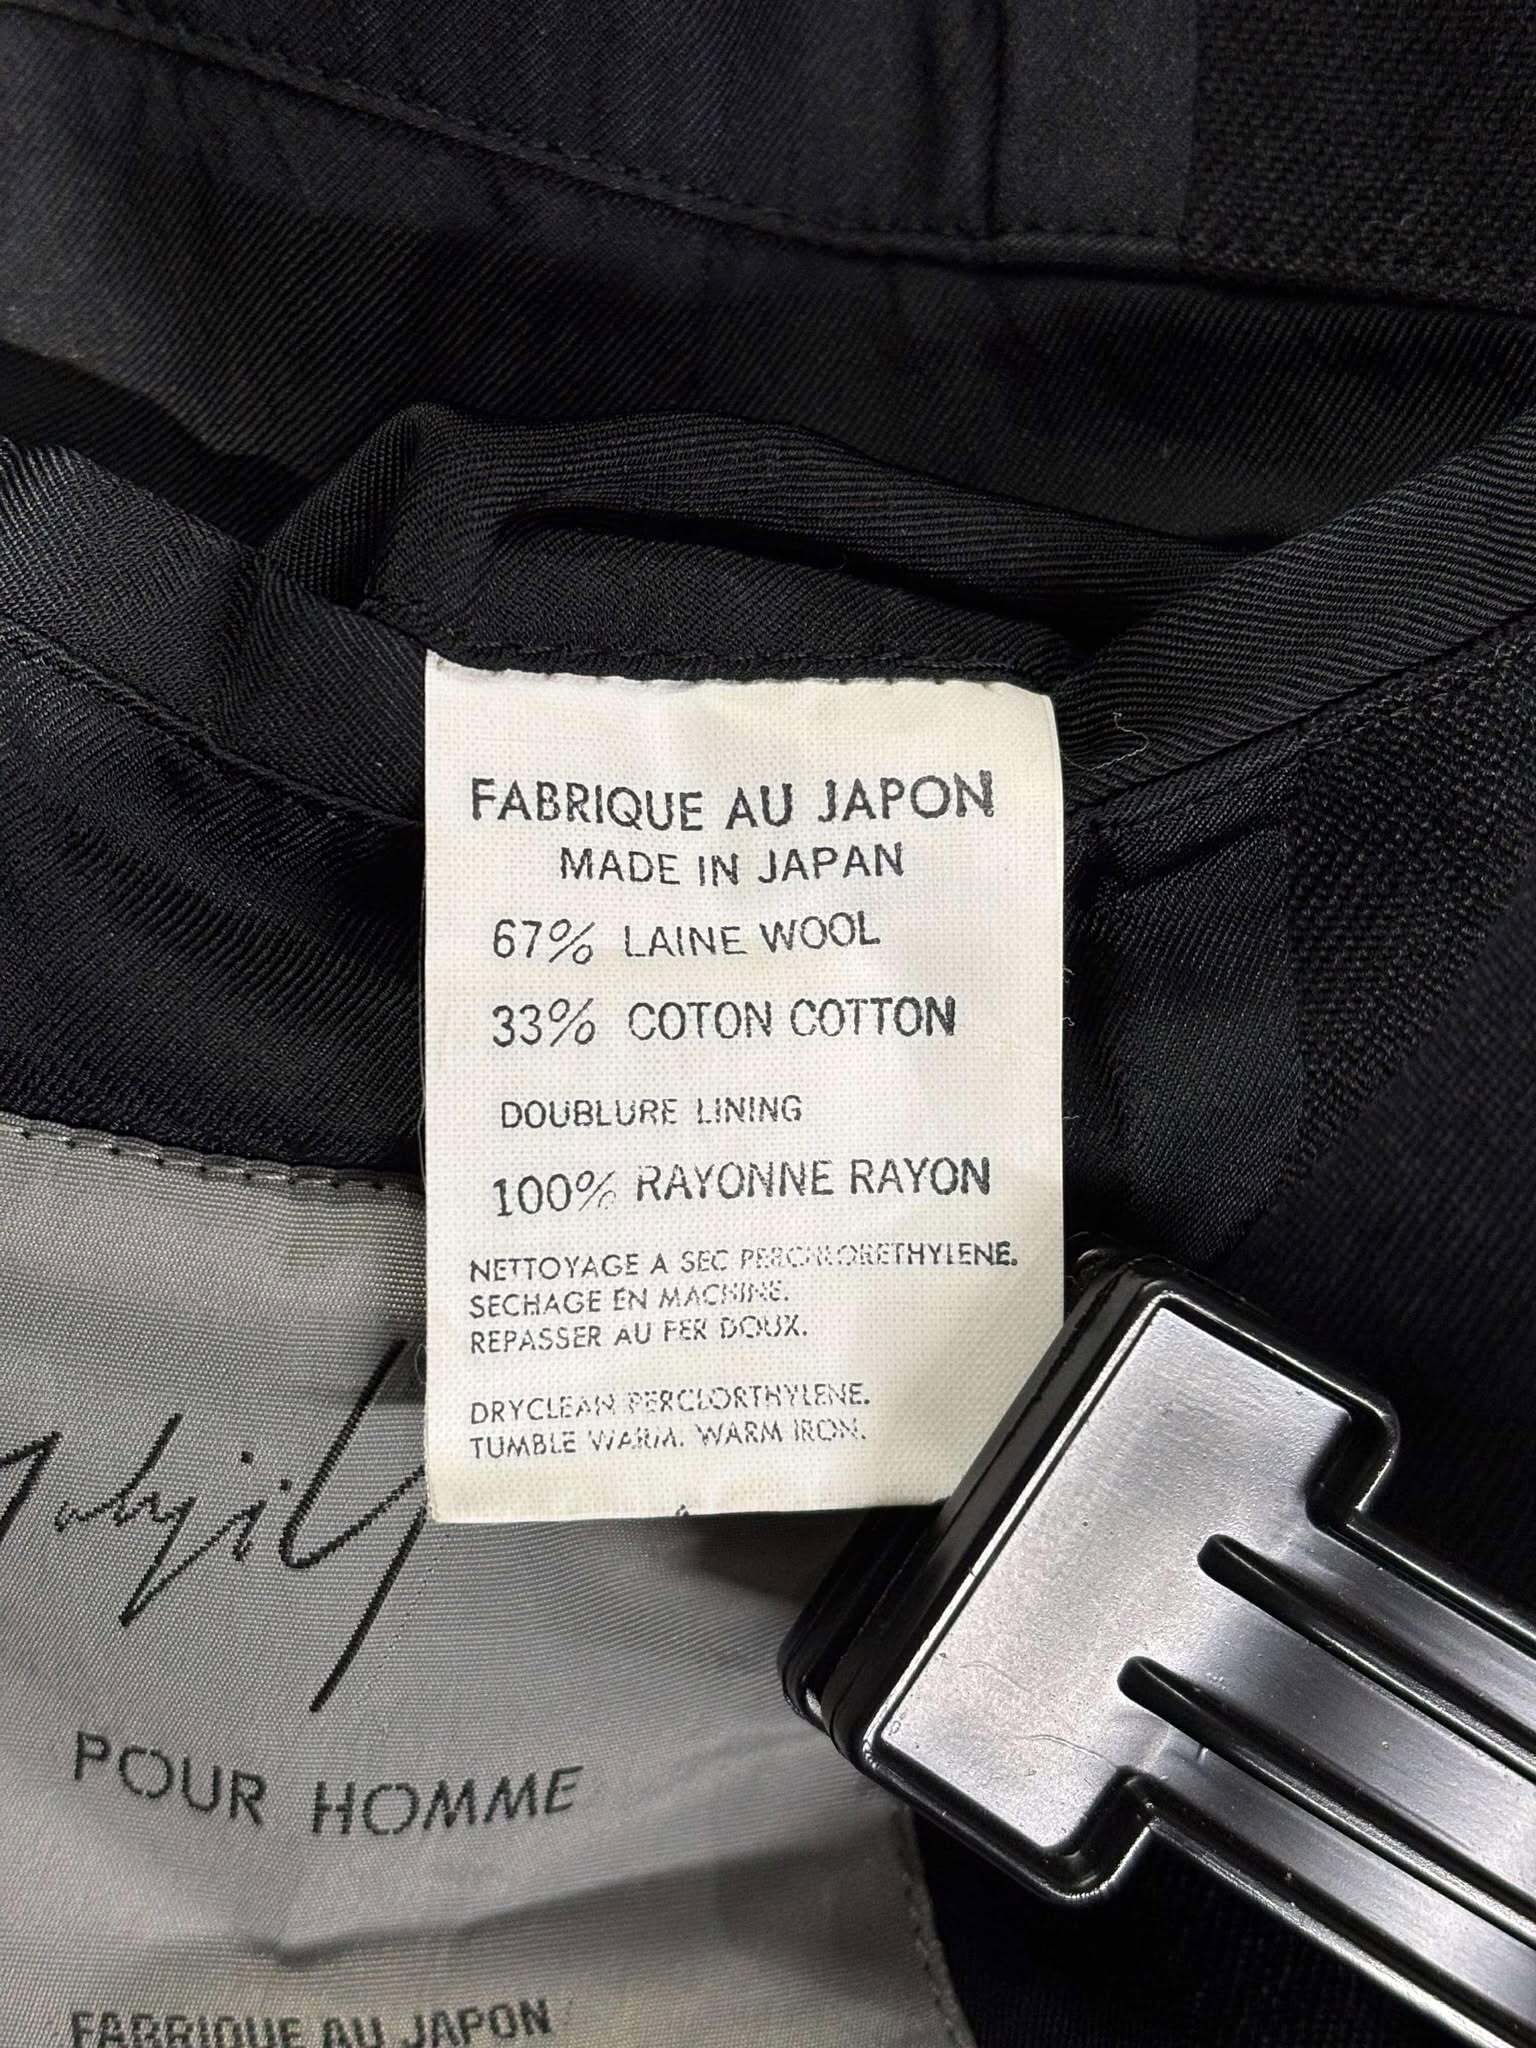 FABRIQUE AU JAPON
MADE IN JAPAN
67% LAINE WOOL
33% COTON COTTON
DOUBLURE LINING
100% RAYONNE RAYON
NETTOYAGE A SEC PERCHLORETHYLENE.
SECHAGE EN MACHINE.
REPASSER AU FER DOUX.
DRYCLEAN PERCLORTHYLENE.
TUMBLE WARM. WARM IRON.
POUR HOMME
FABRIQUE AU JAPON